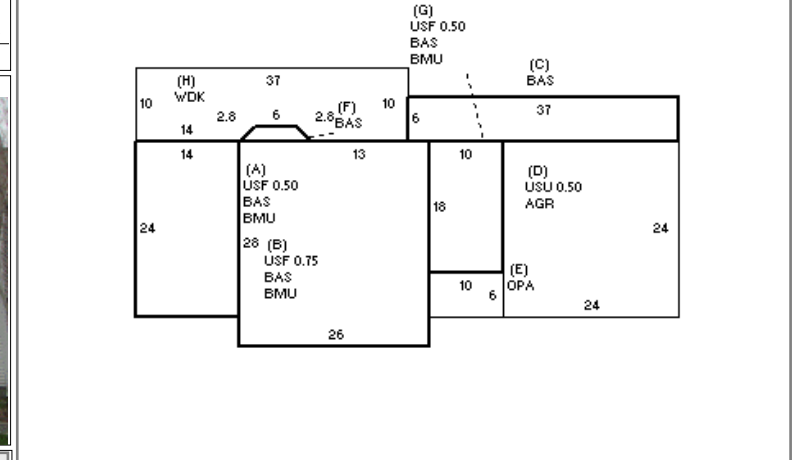 (G)
USF 0.50
BAS
BMU
(C)
BAS
(H)
WDK
37
10
10
(F)
BAS
2.8
6
2.8
14
6
37
14
13
10
(A)
USF 0.50
BAS
BMU
(D)
USU 0.50
AGR
18
24
24
28
(B)
USF 0.75
BAS
BMU
(E)
OPA
10
6
24
26